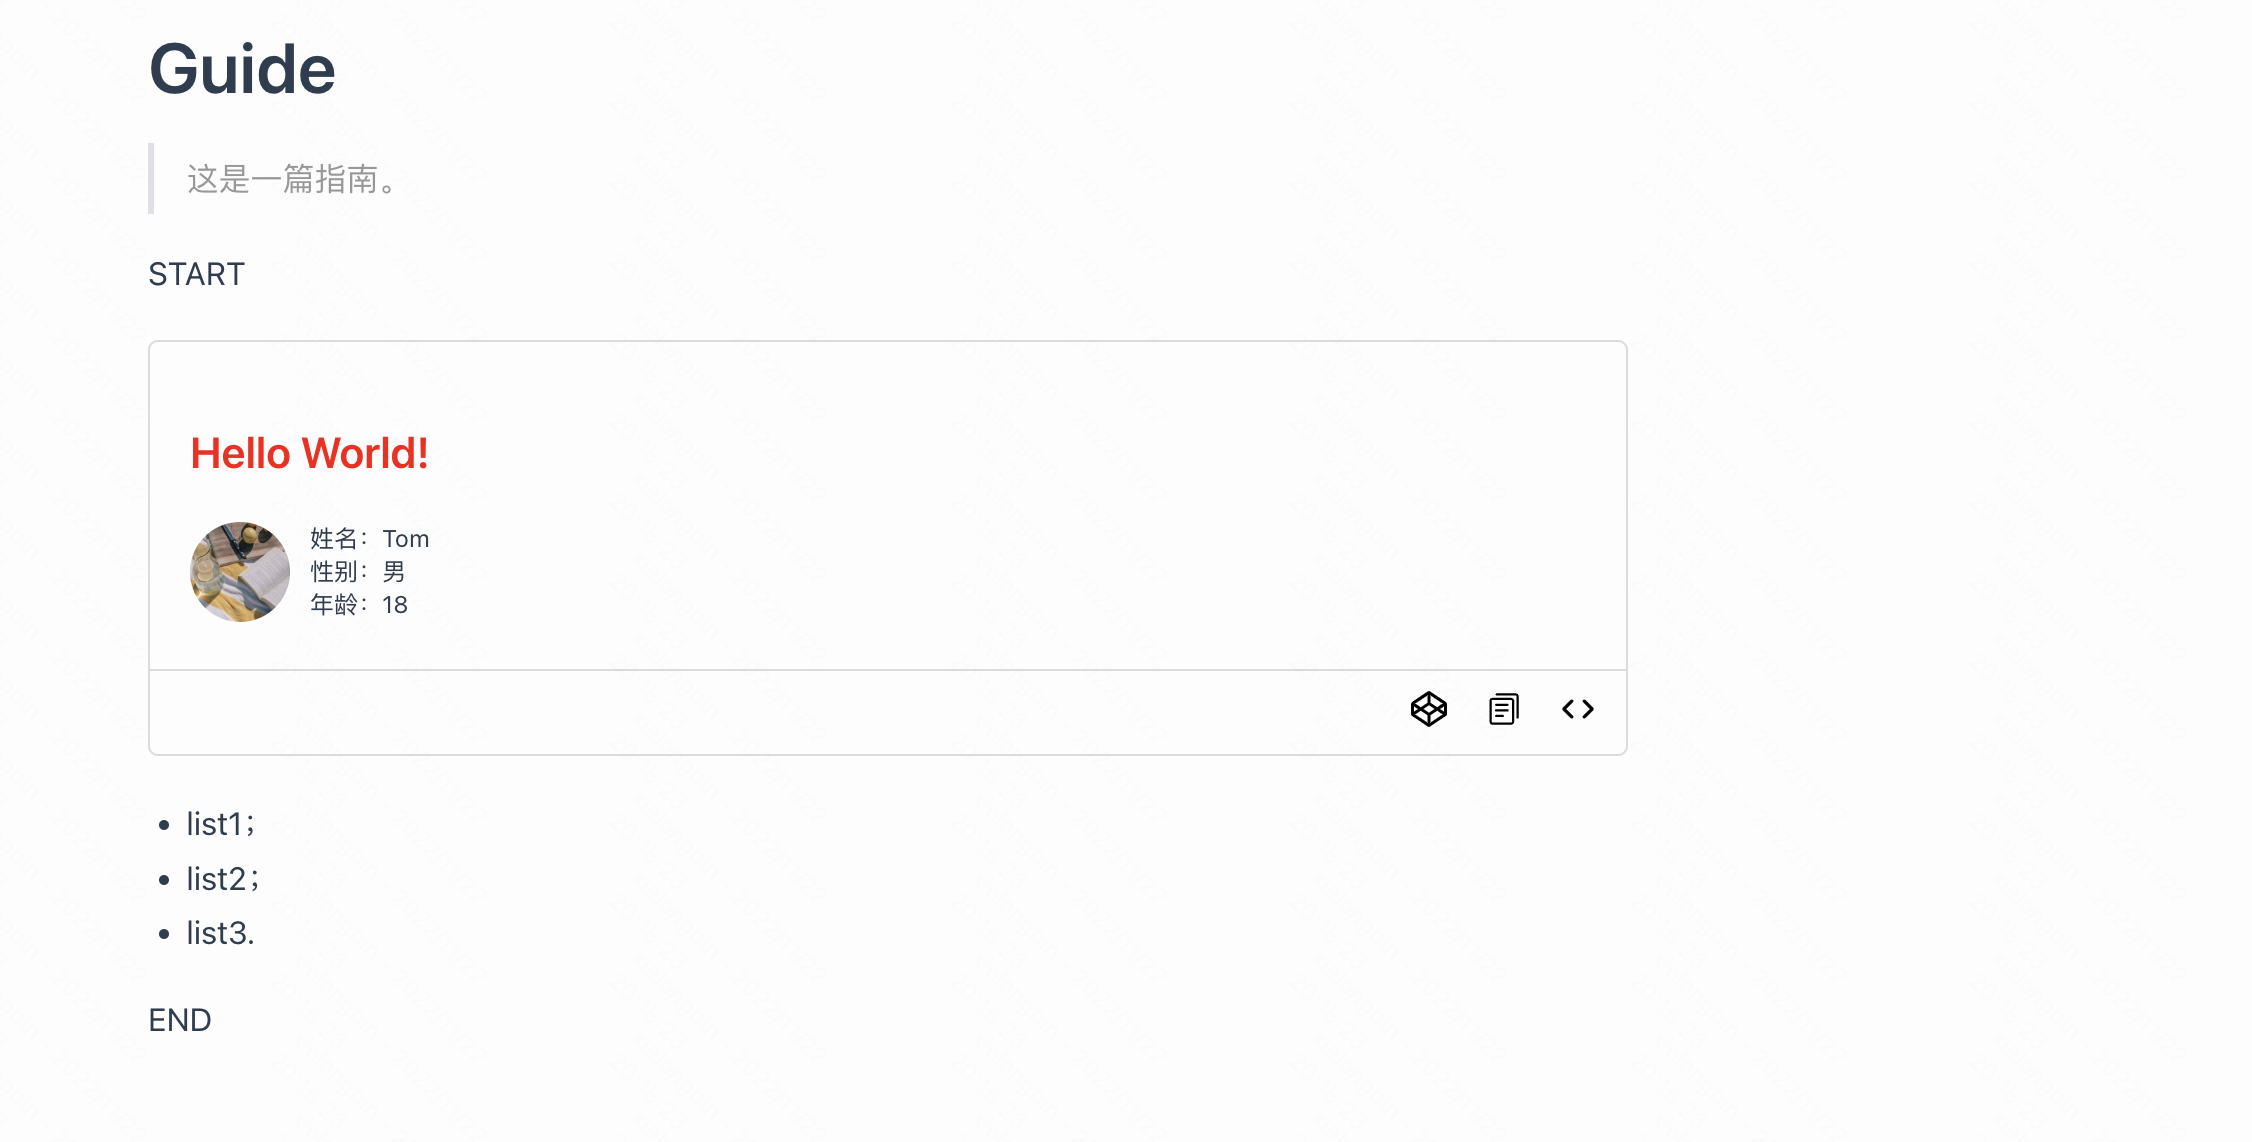 Guide
这是一篇指南。
START
Hello World!
姓名：Tom
性别：男
年龄：18
list1；
list2；
list3.
END